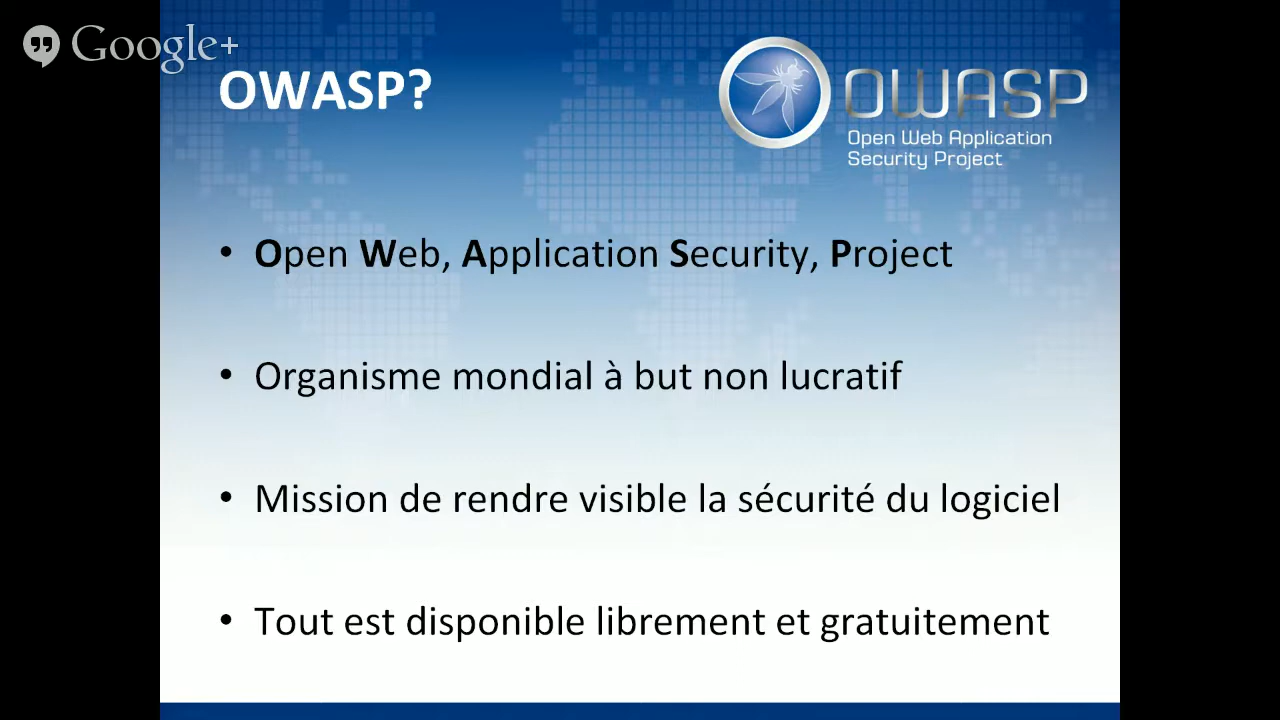 Google+
OWASP?
OWASP
Open Web Application
Security Project
• Open Web, Application Security, Project
• Organisme mondial à but non lucratif
• Mission de rendre visible la sécurité du logiciel
• Tout est disponible librement et gratuitement